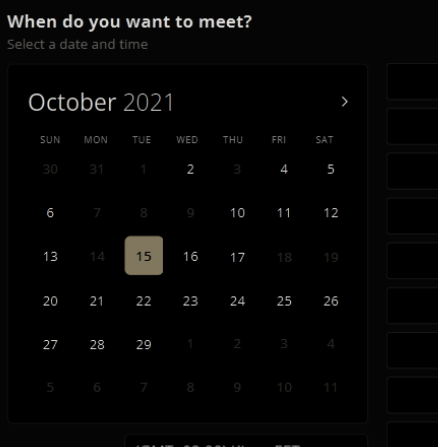 When do you want to meet?
Select a date and time
October 2021 >
SUN MON TUE WED THU FRI SAT
30 31 1 2 3 4 5
6 7 8 9 10 11 12
13 14 15 16 17 18 19
20 21 22 23 24 25 26
27 28 29 1 2 3 4
5 6 7 8 9 10 11